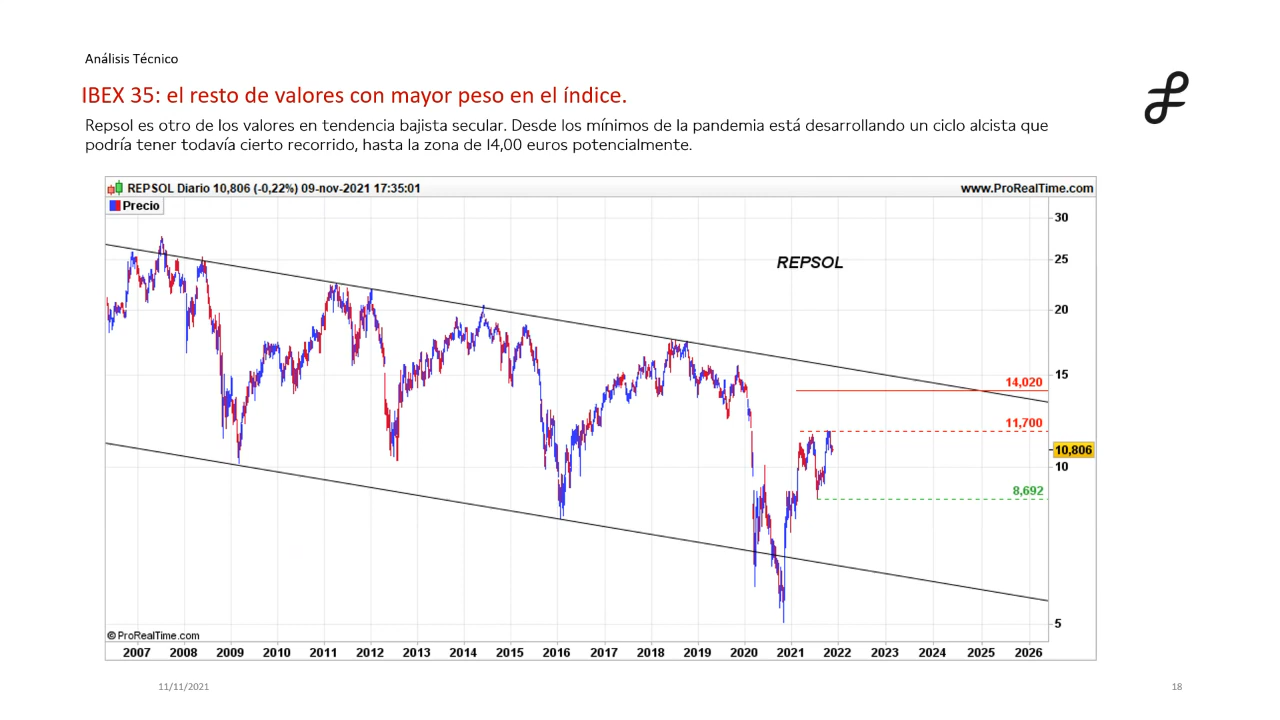 Análisis Técnico
IBEX 35: el resto de valores con mayor peso en el índice.
Repsol es otro de los valores en tendencia bajista secular. Desde los mínimos de la pandemia está desarrollando un ciclo alcista que
podría tener todavía cierto recorrido, hasta la zona de 14,00 euros potencialmente.
REPSOL Diario 10,806 (-0,22%) 09-nov-2021 17:35:01
www.ProRealTime.com
Precio
30
REPSOL
25
20
15
14,020
11,700
10,806
10
8,692
5
© ProRealTime.com
2007 2008 2009 2010 2011 2012 2013 2014 2015 2016 2017 2018 2019 2020 2021 2022 2023 2024 2025 2026
11/11/2021
18